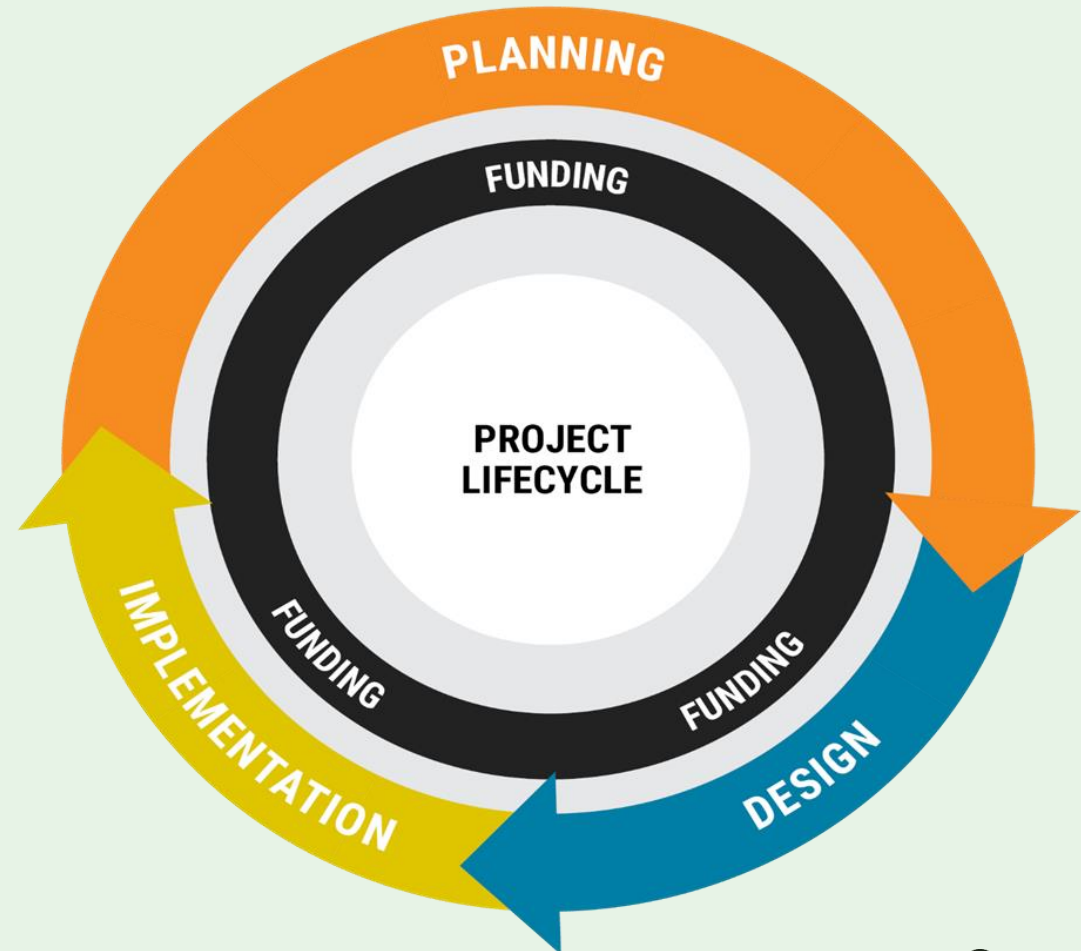 PLANNING
FUNDING
PROJECT
LIFECYCLE
IMPLEMENTATION
FUNDING
FUNDING
DESIGN